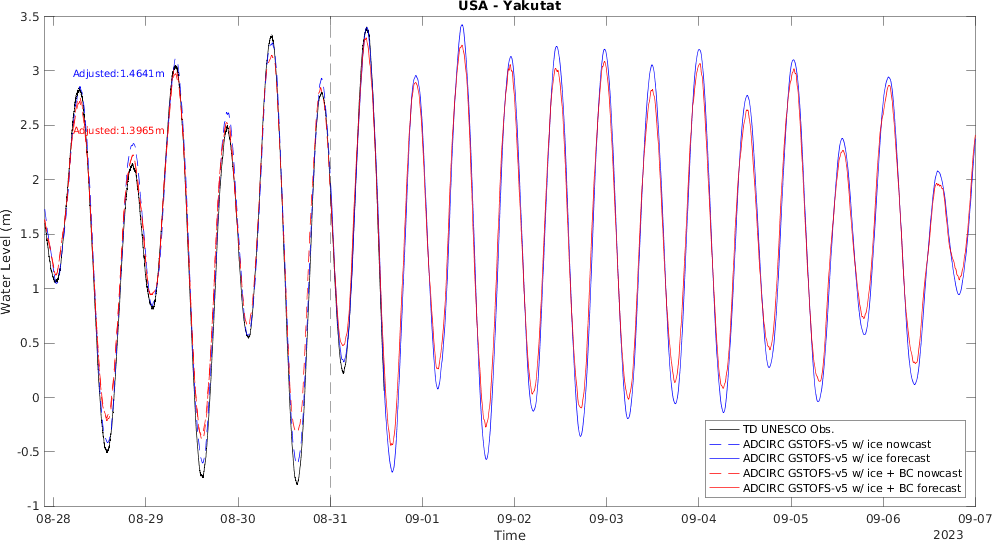 USA - Yakutat
3.5
3
2.5
2
1.5
1
0.5
0
-0.5
-1
Water Level (m)
Adjusted:1.4641m
Adjusted:1.3965m
TD UNESCO Obs.
ADCIRC GSTOFS-v5 w/ ice nowcast
ADCIRC GSTOFS-v5 w/ ice forecast
ADCIRC GSTOFS-v5 w/ ice + BC nowcast
ADCIRC GSTOFS-v5 w/ ice + BC forecast
08-28 08-29 08-30 08-31 09-01 09-02 09-03 09-04 09-05 09-06 09-07
Time
2023